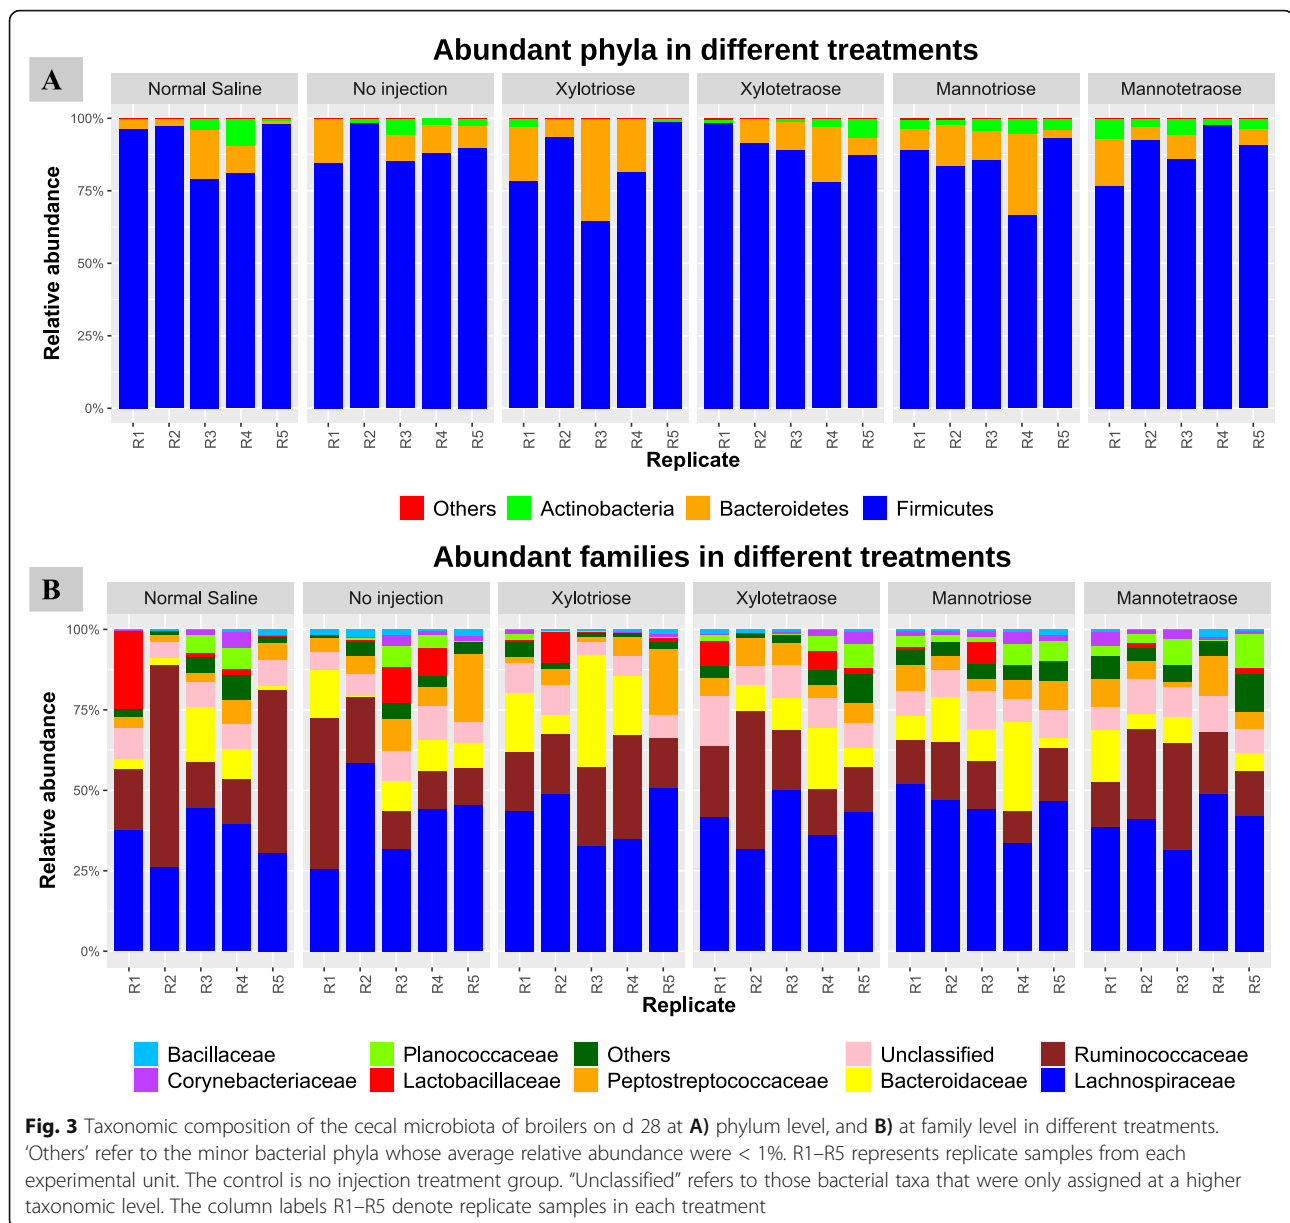 Abundant phyla in different treatments
A
Normal Saline
No injection
Xylotriose
Xylotetraose
Mannotriose
Mannotetraose
Relative abundance
100%
75%
50%
25%
0%
R1 R2 R3 R4 R5
R1 R2 R3 R4 R5
R1 R2 R3 R4 R5
R1 R2 R3 R4 R5
R1 R2 R3 R4 R5
R1 R2 R3 R4 R5
Replicate
Others Actinobacteria Bacteroidetes Firmicutes
Abundant families in different treatments
B
Normal Saline
No injection
Xylotriose
Xylotetraose
Mannotriose
Mannotetraose
Relative abundance
100%
75%
50%
25%
0%
R1 R2 R3 R4 R5
R1 R2 R3 R4 R5
R1 R2 R3 R4 R5
R1 R2 R3 R4 R5
R1 R2 R3 R4 R5
R1 R2 R3 R4 R5
Replicate
Bacillaceae Planococcaceae Others Unclassified Ruminococcaceae
Corynebacteriaceae Lactobacillaceae Peptostreptococcaceae Bacteroidaceae Lachnospiraceae
Fig. 3 Taxonomic composition of the cecal microbiota of broilers on d 28 at A) phylum level, and B) at family level in different treatments.
‘Others’ refer to the minor bacterial phyla whose average relative abundance were < 1%. R1–R5 represents replicate samples from each
experimental unit. The control is no injection treatment group. “Unclassified” refers to those bacterial taxa that were only assigned at a higher
taxonomic level. The column labels R1–R5 denote replicate samples in each treatment